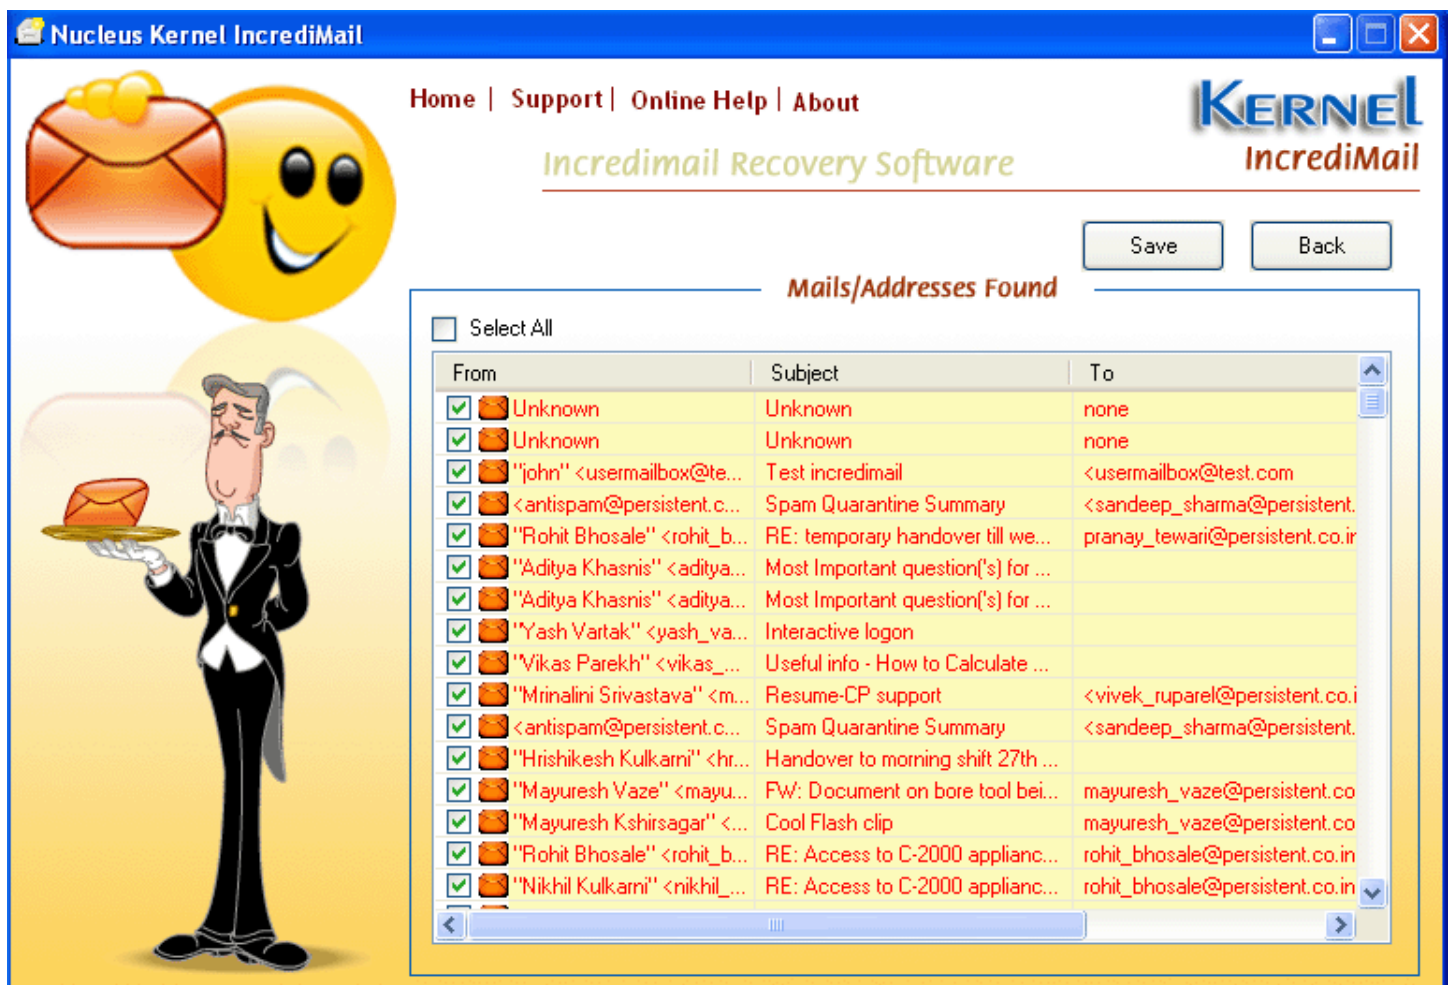 Nucleus Kernel IncrediMail
Home | Support | Online Help | About
KERNEl
IncrediMail
Incredimail Recovery Software
Save Back
Mails/Addresses Found
Select All
From Subject To
Unknown Unknown none
Unknown Unknown none
"john" <usermailbox@te... Test incredimail <usermailbox@test.com
<antispam@persistent.c... Spam Quarantine Summary <sandeep_sharma@persistent.
"Rohit Bhosale" <rohit_b... RE: temporary handover till we... pranay_tewari@persistent.co.in
"Aditya Khasnis" <aditya... Most Important question('s) for ...
"Aditya Khasnis" <aditya... Most Important question('s) for ...
"Yash Vartak" <yash_va... Interactive logon
"Vikas Parekh" <vikas_... Useful info - How to Calculate ...
"Mrinalini Srivastava" <m... Resume-CP support <vivek_ruparel@persistent.co.i
<antispam@persistent.c... Spam Quarantine Summary <sandeep_sharma@persistent.
"Hrishikesh Kulkarni" <hr... Handover to morning shift 27th ...
"Mayuresh Vaze" <mayu... FW: Document on bore tool bei... mayuresh_vaze@persistent.co
"Mayuresh Kshirsagar" <... Cool Flash clip mayuresh_vaze@persistent.co
"Rohit Bhosale" <rohit_b... RE: Access to C-2000 applianc... rohit_bhosale@persistent.co.in
"Nikhil Kulkarni" <nikhil_... RE: Access to C-2000 applianc... rohit_bhosale@persistent.co.in